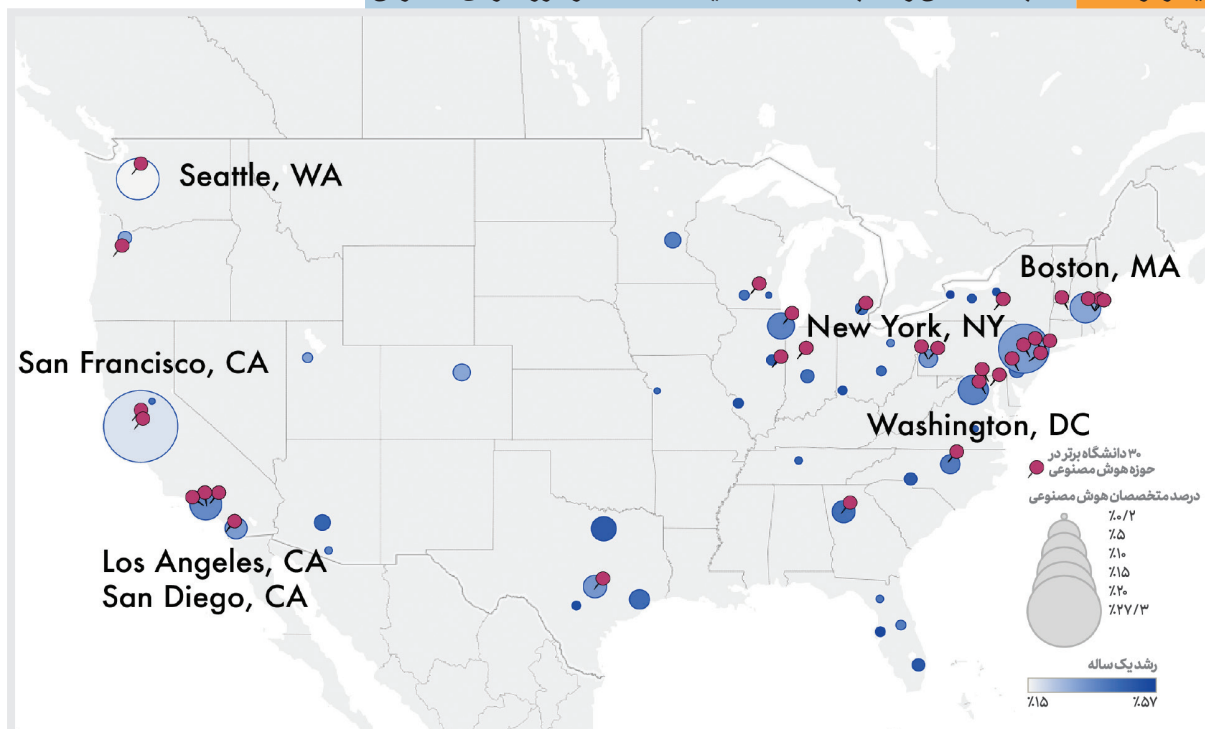 Seattle, WA
Boston, MA
New York, NY
San Francisco, CA
Washington, DC
Los Angeles, CA
San Diego, CA
۳۰ دانشگاه برتر در
حوزه هوش مصنوعی
درصد متخصصان هوش مصنوعی
٪۰/۲
٪۵
٪۱۰
٪۱۵
٪۲۰
٪۲۷/۳
رشد یک ساله
٪۱۵
٪۵۷